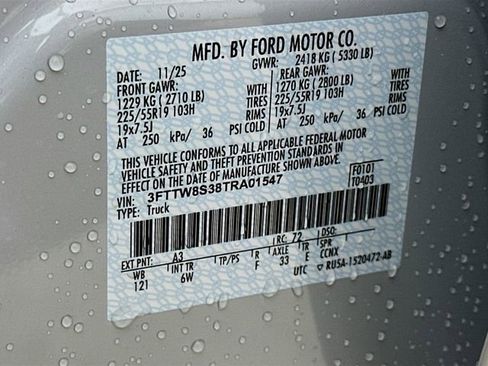 MFD. BY FORD MOTOR CO.
DATE: 11/25 GVWR: 2418 KG ( 5330 LB)
FRONT GAWR: REAR GAWR:
1229 KG ( 2710 LB) WITH 1270 KG ( 2800 LB) WITH
225/55R19 103H TIRES 225/55R19 103H TIRES
19x7.5J RIMS 19x7.5J RIMS
AT 250 kPa/ 36 PSI COLD AT 250 kPa/ 36 PSI COLD
THIS VEHICLE CONFORMS TO ALL APPLICABLE FEDERAL MOTOR
VEHICLE SAFETY AND THEFT PREVENTION STANDARDS IN
EFFECT ON THE DATE OF MANUFACTURE SHOWN ABOVE.
VIN: 3FTTW8S38TRA01547 F0101
TYPE: Truck T0403
EXT PNT: A3 RC: 72 DSO:
WB INT TR TP/PS R AXLE F SPR
121 6W F 33 E CCNX
UTC RU5A-1520472-AB